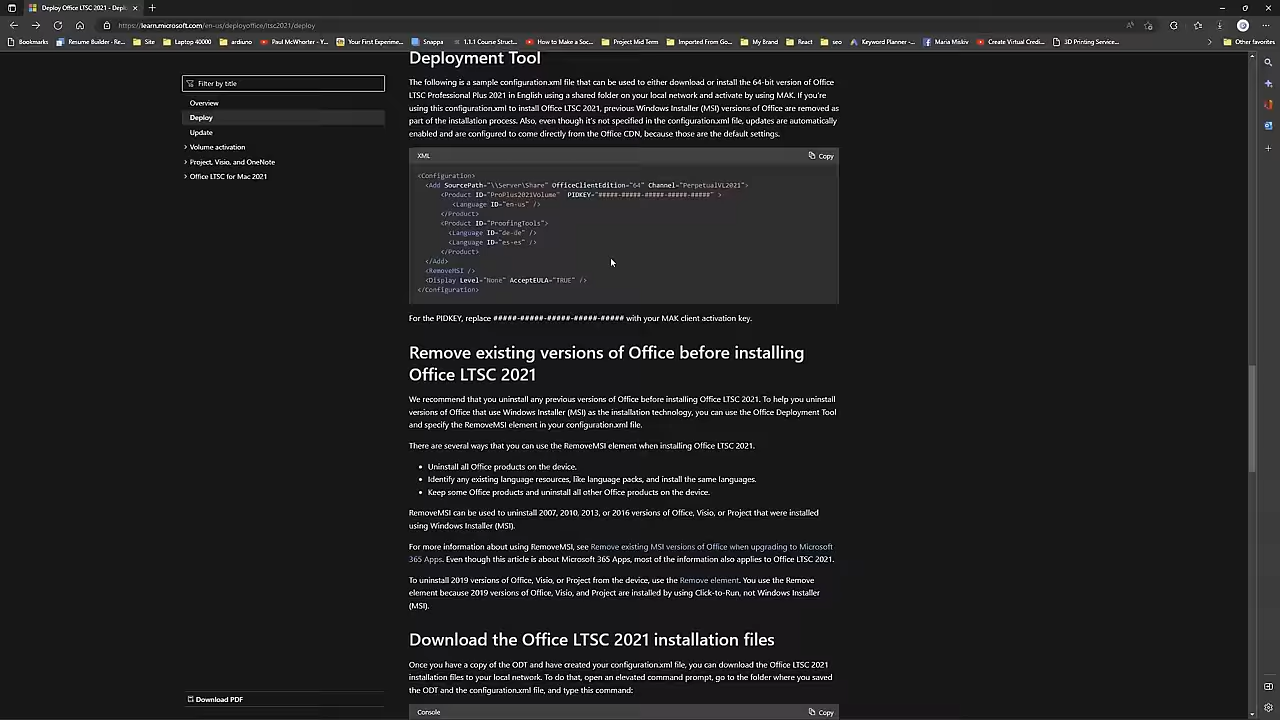 Deploy Office LTSC 2021 - Deplo
https://learn.microsoft.com/en-us/deployoffice/ltsc2021/deploy
Bookmarks
Resume Builder - Re...
Site
Laptop 40000
arduino
Paul McWhorter - Y...
Your First Experime...
Snappa
1.1.1 Course Struct...
How to Make a Soc...
Project Mid Term
Imported From Go...
My Brand
React
seo
Keyword Planner -...
Maria Miskiv
Create Virtual Credi...
3D Printing Service...
Other favorites
Filter by title
Overview
Deploy
Update
Volume activation
Project, Visio, and OneNote
Office LTSC for Mac 2021
Download PDF
Deployment Tool
The following is a sample configuration.xml file that can be used to either download or install the 64-bit version of Office
LTSC Professional Plus 2021 in English using a shared folder on your local network and activate by using MAK. If you're
using this configuration.xml to install Office LTSC 2021, previous Windows Installer (MSI) versions of Office are removed as
part of the installation process. Also, even though it's not specified in the configuration.xml file, updates are automatically
enabled and are configured to come directly from the Office CDN, because those are the default settings.
XML
Copy
<Configuration>
<Add SourcePath="\\Server\Share" OfficeClientEdition="64" Channel="PerpetualVL2021">
<Product ID="ProPlus2021Volume" PIDKEY="#####-#####-#####-#####-#####" >
<Language ID="en-us" />
</Product>
<Product ID="ProofingTools">
<Language ID="de-de" />
<Language ID="es-es" />
</Product>
</Add>
<RemoveMSI />
<Display Level="None" AcceptEULA="TRUE" />
</Configuration>
For the PIDKEY, replace #####-#####-#####-#####-##### with your MAK client activation key.
Remove existing versions of Office before installing
Office LTSC 2021
We recommend that you uninstall any previous versions of Office before installing Office LTSC 2021. To help you uninstall
versions of Office that use Windows Installer (MSI) as the installation technology, you can use the Office Deployment Tool
and specify the RemoveMSI element in your configuration.xml file.
There are several ways that you can use the RemoveMSI element when installing Office LTSC 2021.
• Uninstall all Office products on the device.
• Identify any existing language resources, like language packs, and install the same languages.
• Keep some Office products and uninstall all other Office products on the device.
RemoveMSI can be used to uninstall 2007, 2010, 2013, or 2016 versions of Office, Visio, or Project that were installed
using Windows Installer (MSI).
For more information about using RemoveMSI, see Remove existing MSI versions of Office when upgrading to Microsoft
365 Apps. Even though this article is about Microsoft 365 Apps, most of the information also applies to Office LTSC 2021.
To uninstall 2019 versions of Office, Visio, or Project from the device, use the Remove element. You use the Remove
element because 2019 versions of Office, Visio, and Project are installed by using Click-to-Run, not Windows Installer
(MSI).
Download the Office LTSC 2021 installation files
Once you have a copy of the ODT and have created your configuration.xml file, you can download the Office LTSC 2021
installation files to your local network. To do that, open an elevated command prompt, go to the folder where you saved
the ODT and the configuration.xml file, and type this command:
Console
Copy